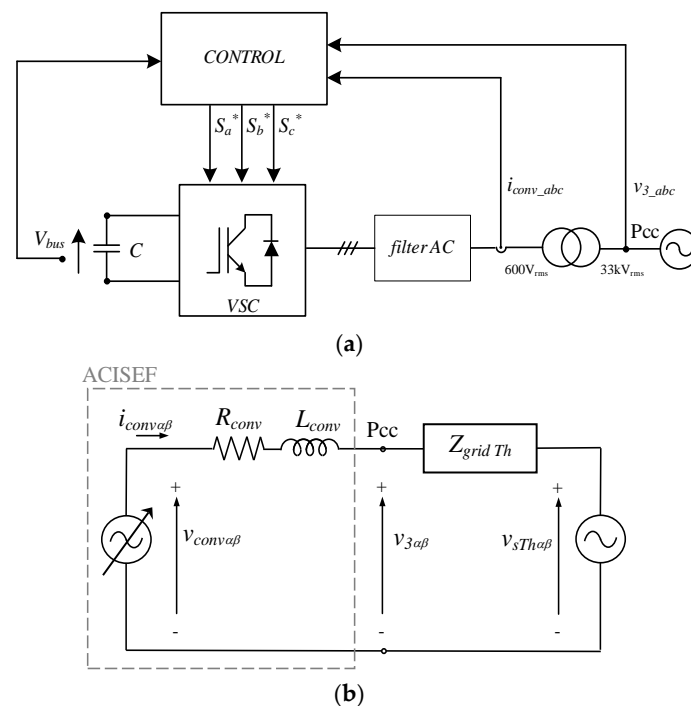 CONTROL
S_a^* S_b^* S_c^*
i_conv_abc
v_3_abc
V_bus
C
VSC
filter AC
Pcc
600V_rms
33kV_rms
(a)
ACISEF
i_convαβ
R_conv
L_conv
Pcc
Z_grid Th
+
+
+
v_convαβ
v_3αβ
v_sThαβ
-
-
-
(b)